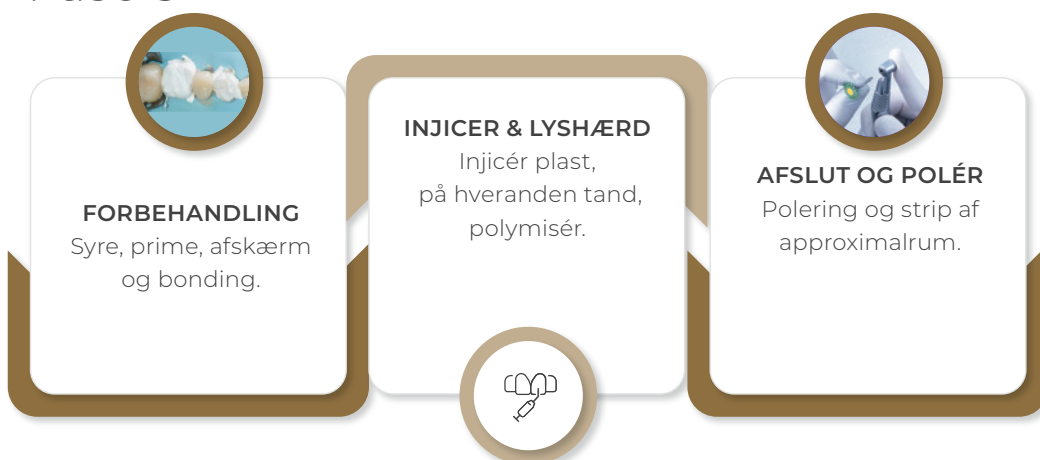 FORBEHANDLING
Syre, prime, afskærm
og bonding.
INJICER & LYSHÆRD
Injicér plast,
på hveranden tand,
polymisér.
AFSLUT OG POLÉR
Polering og strip af
approximalrum.